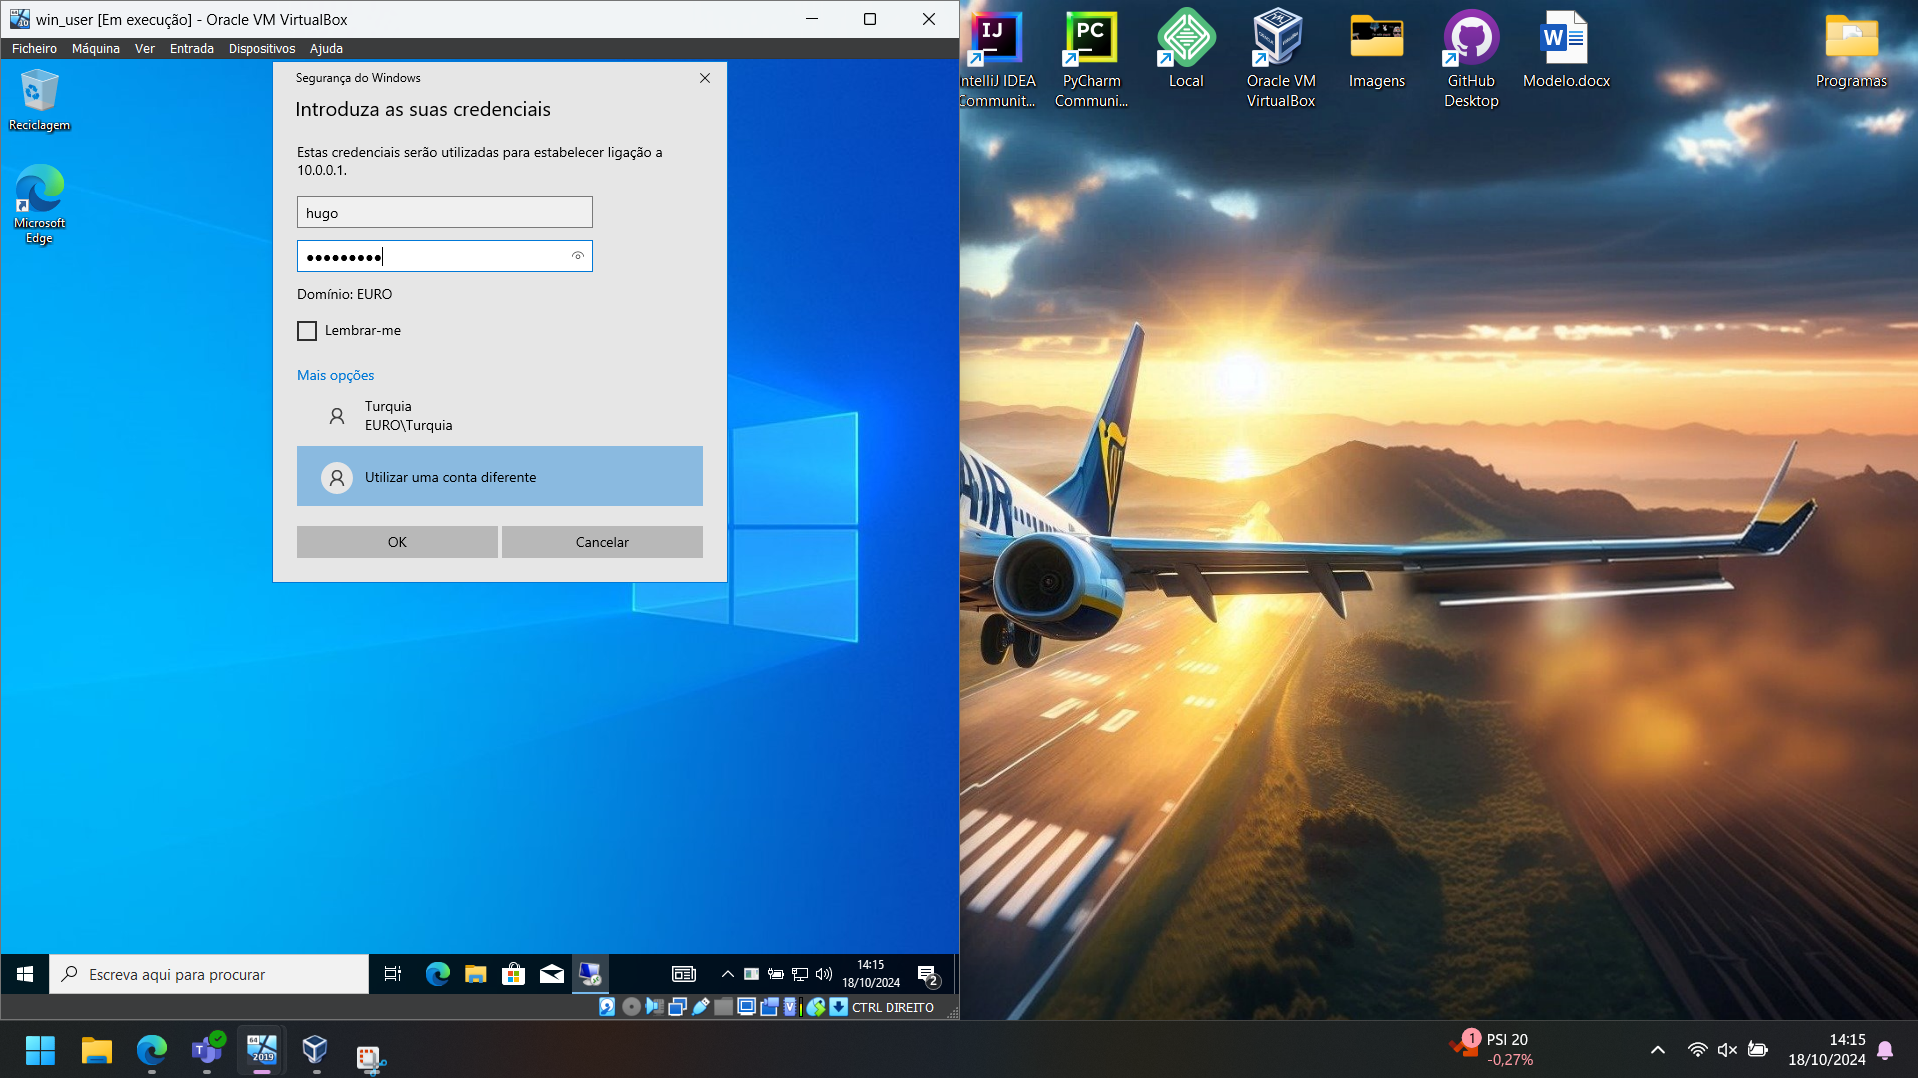 win_user [Em execução] - Oracle VM VirtualBox
Ficheiro Máquina Ver Entrada Dispositivos Ajuda
Reciclagem
Microsoft
Edge
Segurança do Windows
Introduza as suas credenciais
Estas credenciais serão utilizadas para estabelecer ligação a
10.0.0.1.
hugo
●●●●●●●●●
Domínio: EURO
Lembrar-me
Mais opções
Turquia
EURO\Turquia
Utilizar uma conta diferente
OK
Cancelar
Escreva aqui para procurar
14:15
18/10/2024
2
CTRL DIREITO
IJ
IntelliJ IDEA
Communit...
PC
PyCharm
Communi...
Local
Oracle VM
VirtualBox
Imagens
GitHub
Desktop
W
Modelo.docx
Programas
AIR
64
2019
1
PSI 20
-0,27%
14:15
18/10/2024